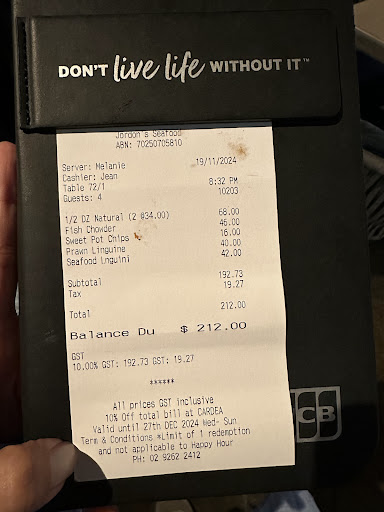 DON'T live life WITHOUT IT™
Jordon's Seafood
ABN: 70250705810
Server: Melanie 19/11/2024
Cashier: Jean
Table 72/1 8:32 PM
Guests: 4 10203
1/2 DZ Natural (2 @34.00) 68.00
Fish Chowder 46.00
Sweet Pot Chips 16.00
Prawn Linguine 40.00
Seafood Lnguini 42.00
Subtotal 192.73
Tax 19.27
Total 212.00
Balance Du $ 212.00
GST
10.00% GST: 192.73 GST: 19.27
******
All prices GST inclusive
10% Off total bill at CARDEA
Valid until 27th DEC 2024 Wed- Sun
Term & Conditions *Limit of 1 redemption
and not applicable to Happy Hour
PH: 02 9262 2412
CB